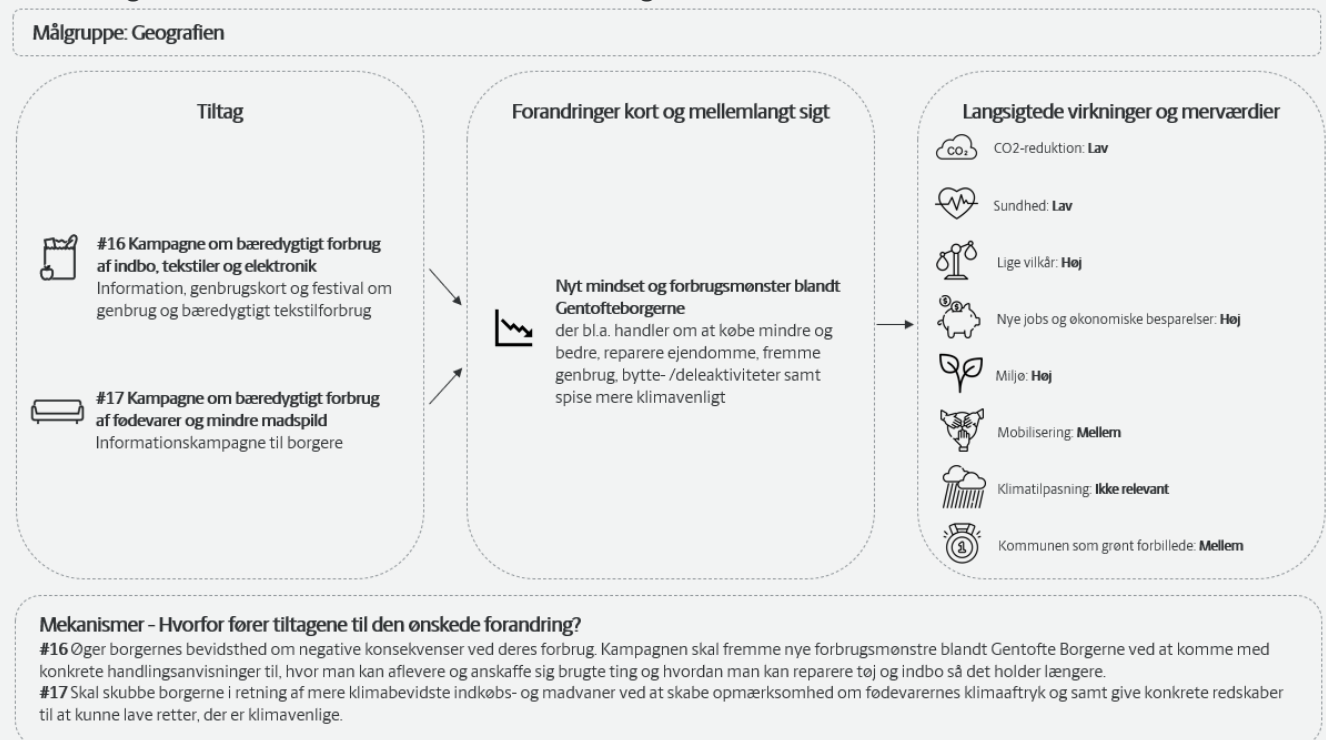 Målgruppe: Geografien
Tiltag
#16 Kampagne om bæredygtigt forbrug
af indbo, tekstiler og elektronik
Information, genbrugskort og festival om
genbrug og bæredygtigt tekstilforbrug
#17 Kampagne om bæredygtigt forbrug
af fødevarer og mindre madspild
Informationskampagne til borgere
Forandringer kort og mellemlangt sigt
Nyt mindset og forbrugsmønster blandt
Gentofteborgerne
der bl.a. handler om at købe mindre og
bedre, reparere ejendomme, fremme
genbrug, bytte- /deleaktiviteter samt
spise mere klimavenligt
Langsigtede virkninger og merværdier
CO₂
CO2-reduktion: Lav
Sundhed: Lav
Lige vilkår: Høj
$ $
Nye jobs og økonomiske besparelser: Høj
Miljø: Høj
Mobilisering: Mellem
Klimatilpasning: Ikke relevant
1
Kommunen som grønt forbillede: Mellem
Mekanismer - Hvorfor fører tiltagene til den ønskede forandring?
#16 Øger borgernes bevidsthed om negative konsekvenser ved deres forbrug. Kampagnen skal fremme nye forbrugsmønstre blandt Gentofte Borgerne ved at komme med
konkrete handlingsanvisninger til, hvor man kan aflevere og anskaffe sig brugte ting og hvordan man kan reparere tøj og indbo så det holder længere.
#17 Skal skubbe borgerne i retning af mere klimabevidste indkøbs- og madvaner ved at skabe opmærksomhed om fødevarernes klimaaftryk og samt give konkrete redskaber
til at kunne lave retter, der er klimavenlige.